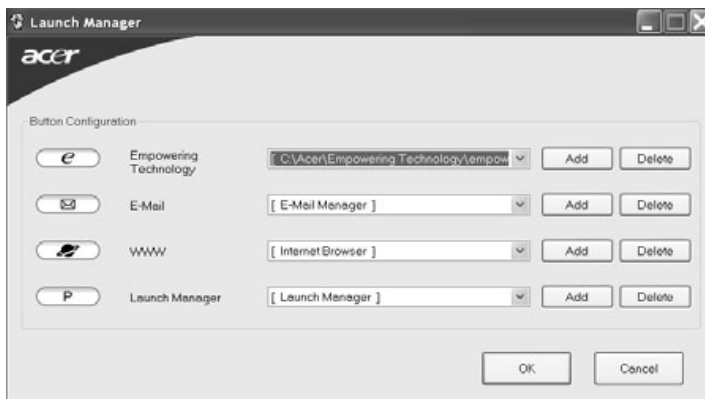 Launch Manager
acer
Button Configuration
e
Empowering
Technology
[ C:\Acer\Empowering Technology\empow
Add
Delete
E-Mail
[ E-Mail Manager ]
Add
Delete
WWW
[ Internet Browser ]
Add
Delete
P
Launch Manager
[ Launch Manager ]
Add
Delete
OK
Cancel